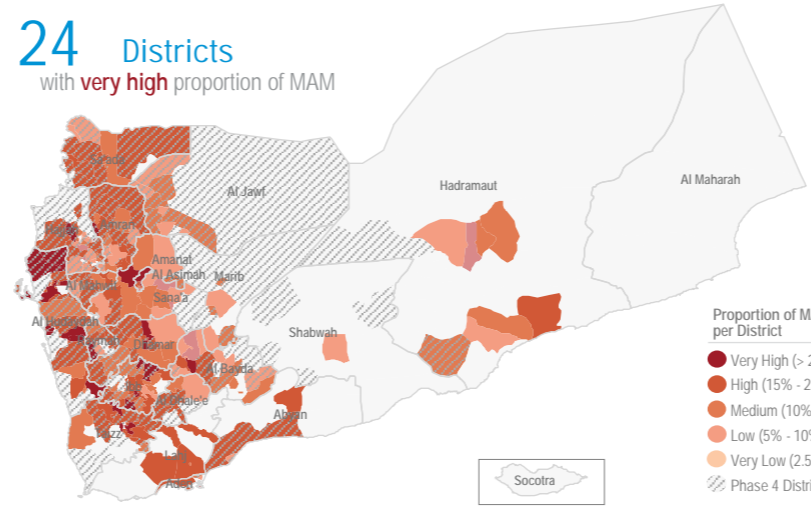 24 Districts
with very high proportion of MAM
Sa'ada
Al Jawf
Hadramaut
Al Maharah
Hajjah
Amran
Amanat
Al Asimah
Marib
Al Mahwit
Sana'a
Al Hodeidah
Raymah
Dhamar
Shabwah
Al Bayda
Ibb
Al Dhale'e
Abyan
Taizz
Lahj
Aden
Socotra
Proportion of M
per District
Very High (> 2
High (15% - 2
Medium (10%
Low (5% - 10%
Very Low (2.5
Phase 4 Distri